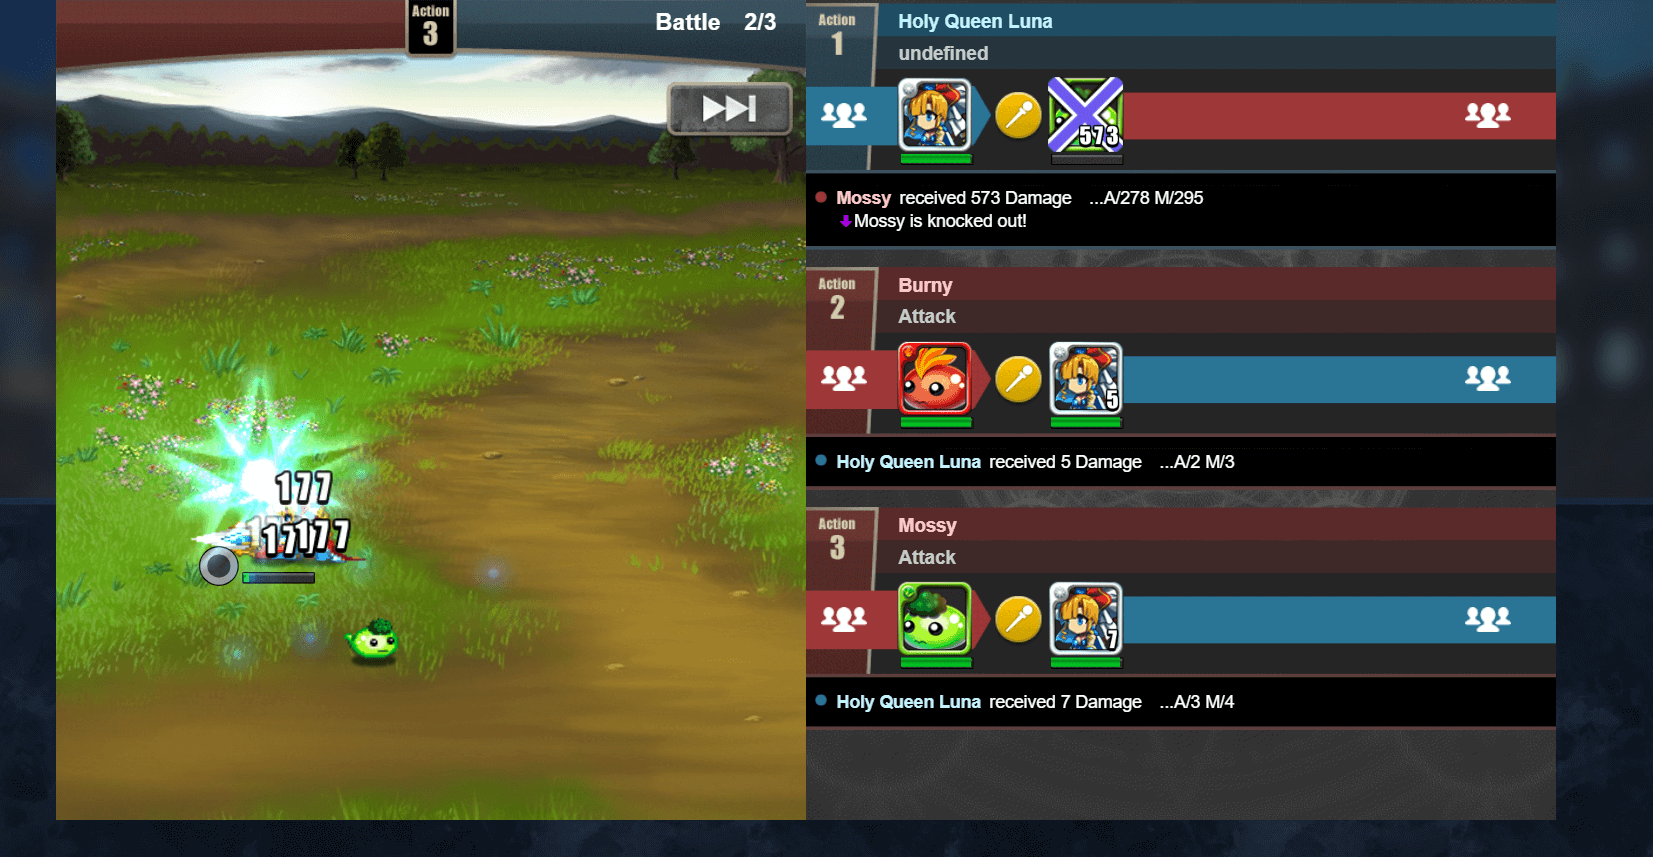 Action
3
Battle 2/3
177
177
177
Action
1
Holy Queen Luna
undefined
573
Mossy received 573 Damage ...A/278 M/295
Mossy is knocked out!
Action
2
Burny
Attack
5
Holy Queen Luna received 5 Damage ...A/2 M/3
Action
3
Mossy
Attack
7
Holy Queen Luna received 7 Damage ...A/3 M/4